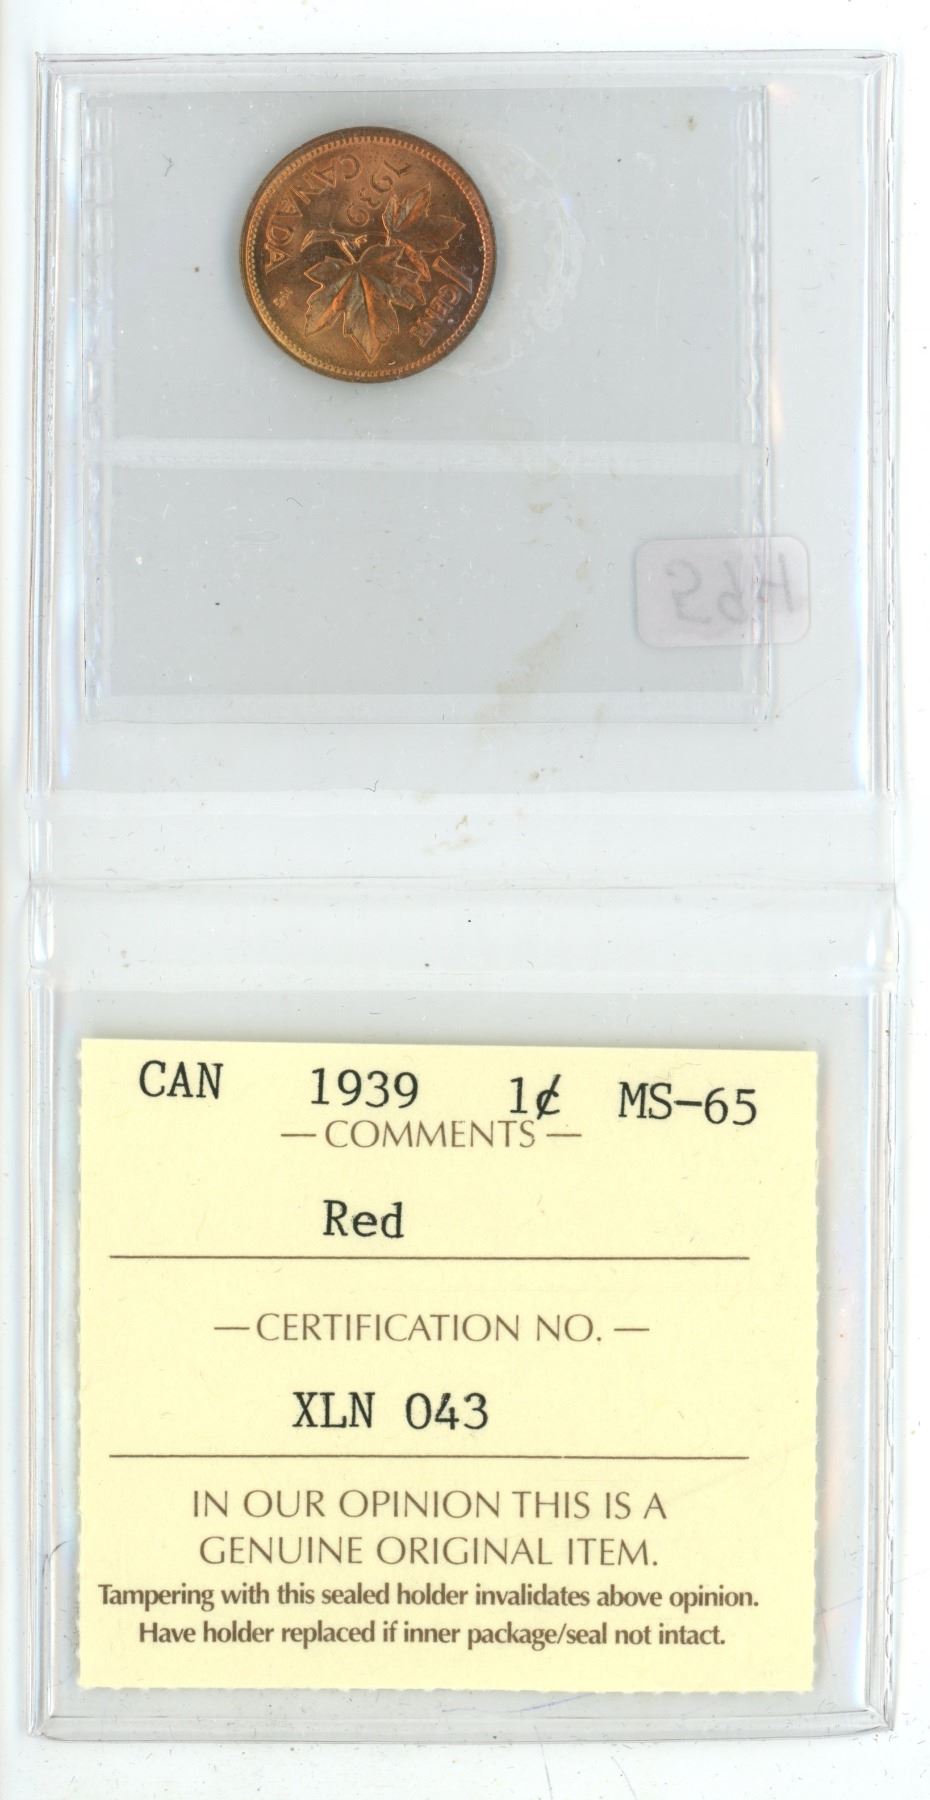 1939
CANADA
1 CENT
H65
CAN 1939 1¢ MS-65
— COMMENTS —
Red
— CERTIFICATION NO. —
XLN 043
IN OUR OPINION THIS IS A
GENUINE ORIGINAL ITEM.
Tampering with this sealed holder invalidates above opinion.
Have holder replaced if inner package/seal not intact.